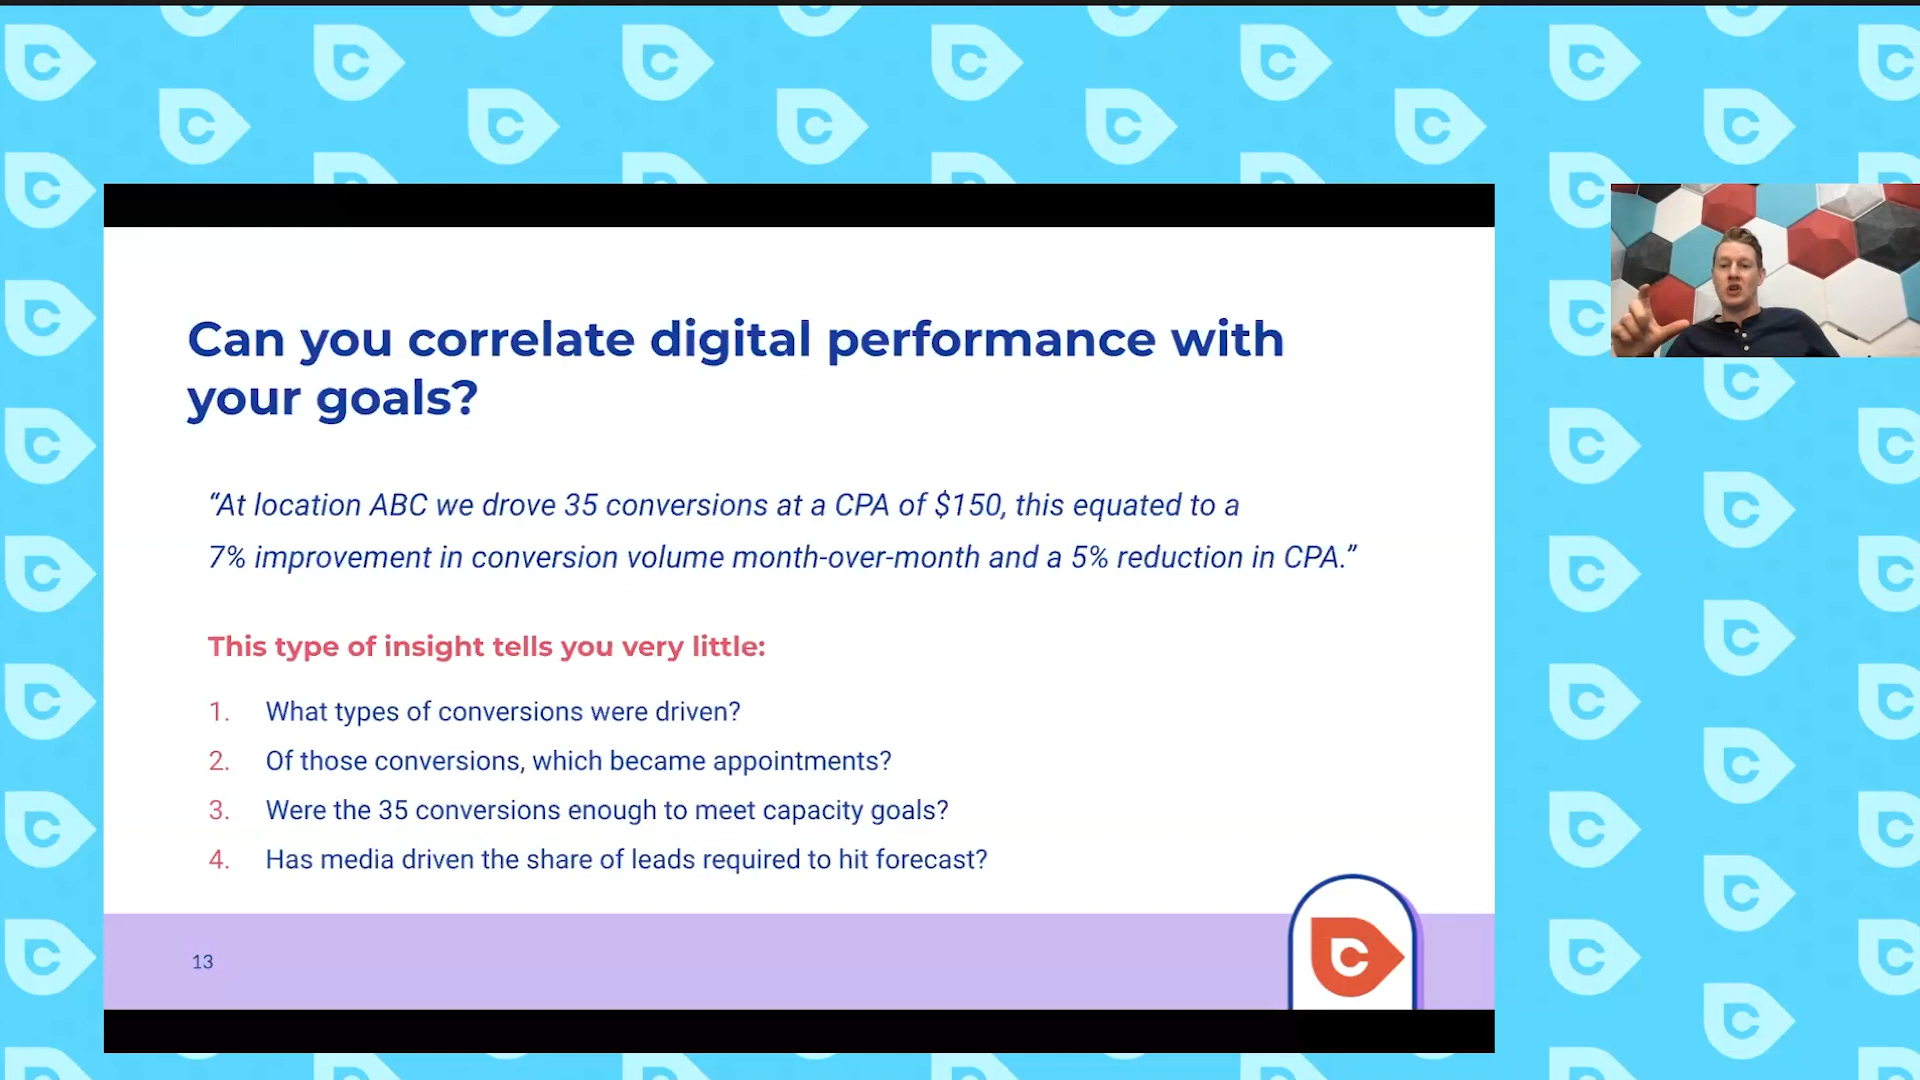 Can you correlate digital performance with
your goals?
“At location ABC we drove 35 conversions at a CPA of $150, this equated to a
7% improvement in conversion volume month-over-month and a 5% reduction in CPA.”
This type of insight tells you very little:
1. What types of conversions were driven?
2. Of those conversions, which became appointments?
3. Were the 35 conversions enough to meet capacity goals?
4. Has media driven the share of leads required to hit forecast?
13